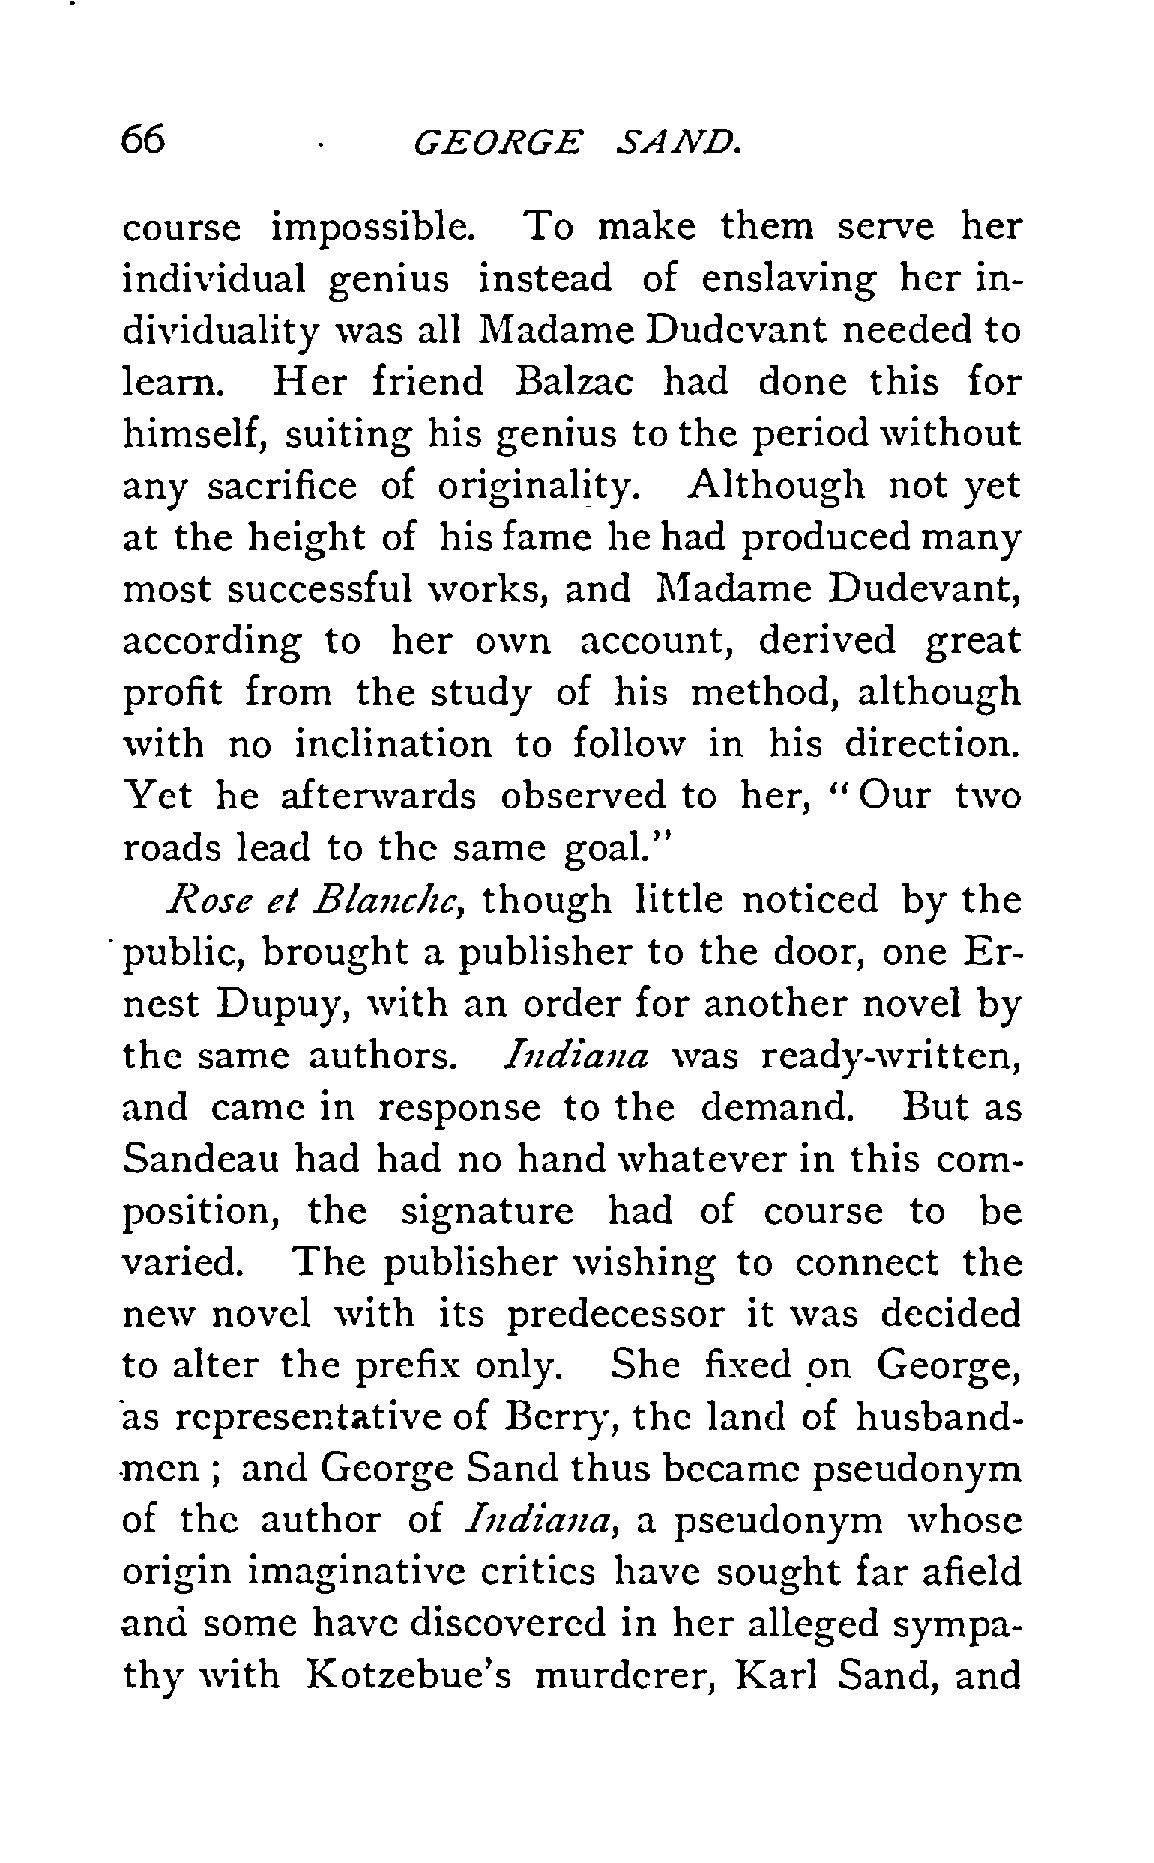 66 GEORGE SAND.
course impossible. To make them serve her
individual genius instead of enslaving her in-
dividuality was all Madame Dudevant needed to
learn. Her friend Balzac had done this for
himself, suiting his genius to the period without
any sacrifice of originality. Although not yet
at the height of his fame he had produced many
most successful works, and Madame Dudevant,
according to her own account, derived great
profit from the study of his method, although
with no inclination to follow in his direction.
Yet he afterwards observed to her, "Our two
roads lead to the same goal."
Rose et Blanche, though little noticed by the
public, brought a publisher to the door, one Er-
nest Dupuy, with an order for another novel by
the same authors. Indiana was ready-written,
and came in response to the demand. But as
Sandeau had had no hand whatever in this com-
position, the signature had of course to be
varied. The publisher wishing to connect the
new novel with its predecessor it was decided
to alter the prefix only. She fixed on George,
as representative of Berry, the land of husband-
men; and George Sand thus became pseudonym
of the author of Indiana, a pseudonym whose
origin imaginative critics have sought far afield
and some have discovered in her alleged sympa-
thy with Kotzebue's murderer, Karl Sand, and